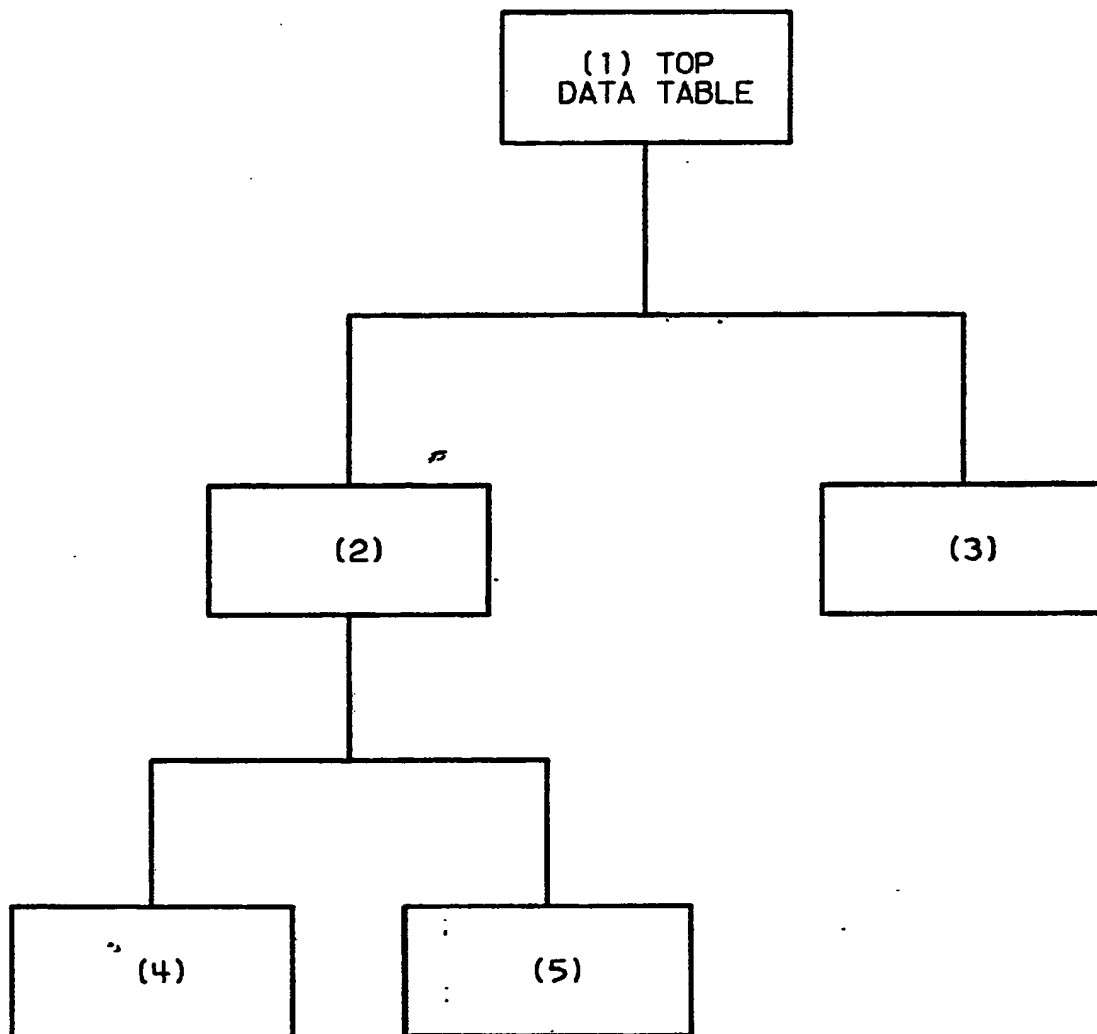 (1) TOP
DATA TABLE
(2)
(3)
(4)
(5)